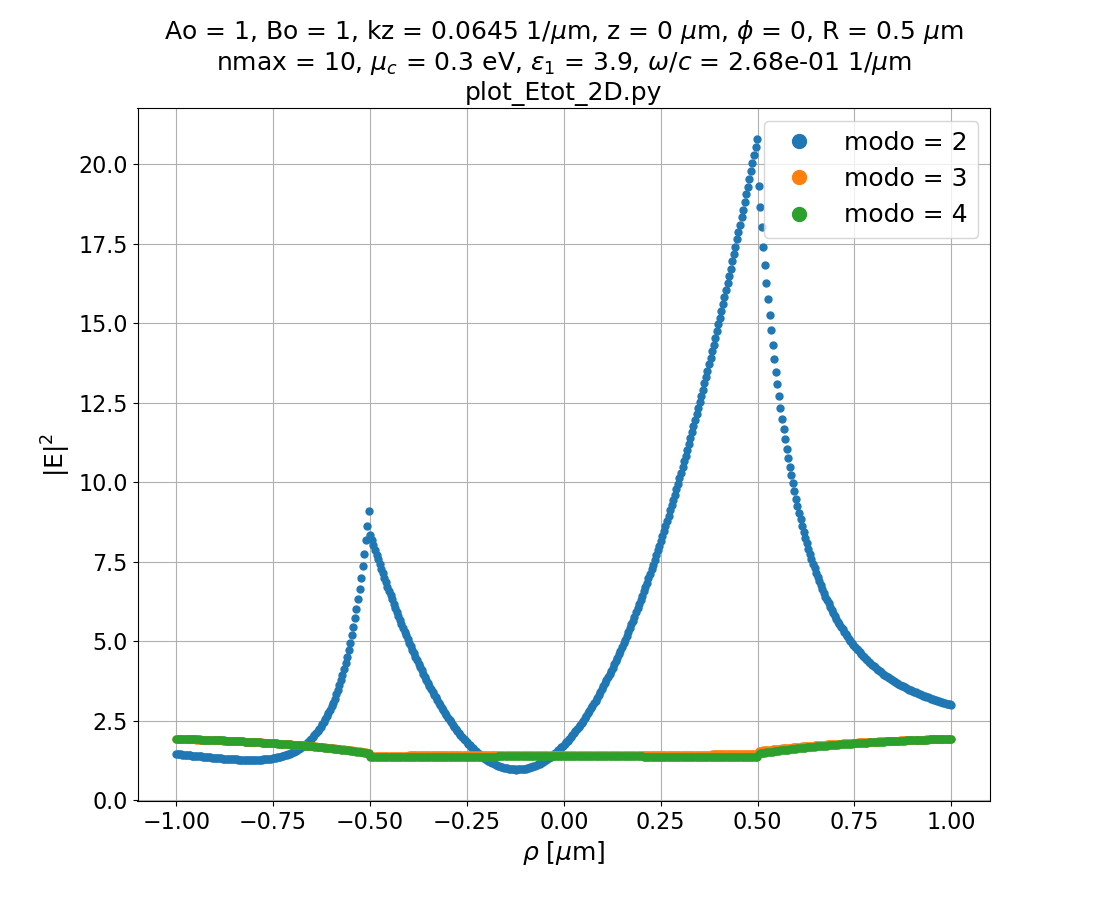 Ao = 1, Bo = 1, kz = 0.0645 1/μm, z = 0 μm, ϕ = 0, R = 0.5 μm
nmax = 10, μ_c = 0.3 eV, ε₁ = 3.9, ω/c = 2.68e-01 1/μm
plot_Etot_2D.py
modo = 2
modo = 3
modo = 4
|E|²
20.0
17.5
15.0
12.5
10.0
7.5
5.0
2.5
0.0
−1.00 −0.75 −0.50 −0.25 0.00 0.25 0.50 0.75 1.00
ρ [μm]